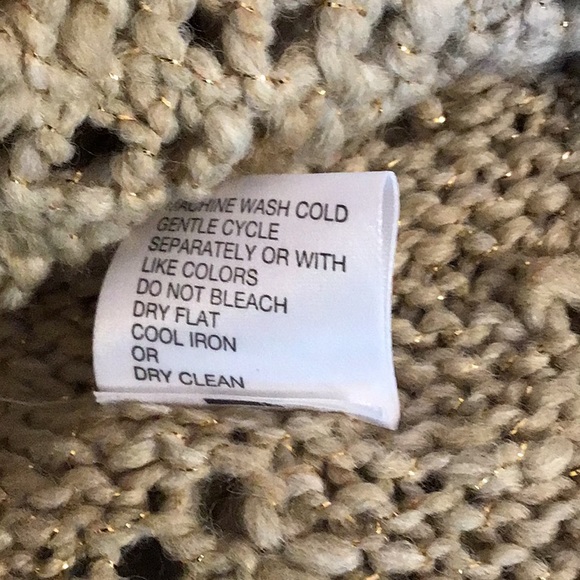 MACHINE WASH COLD
GENTLE CYCLE
SEPARATELY OR WITH
LIKE COLORS
DO NOT BLEACH
DRY FLAT
COOL IRON
OR
DRY CLEAN